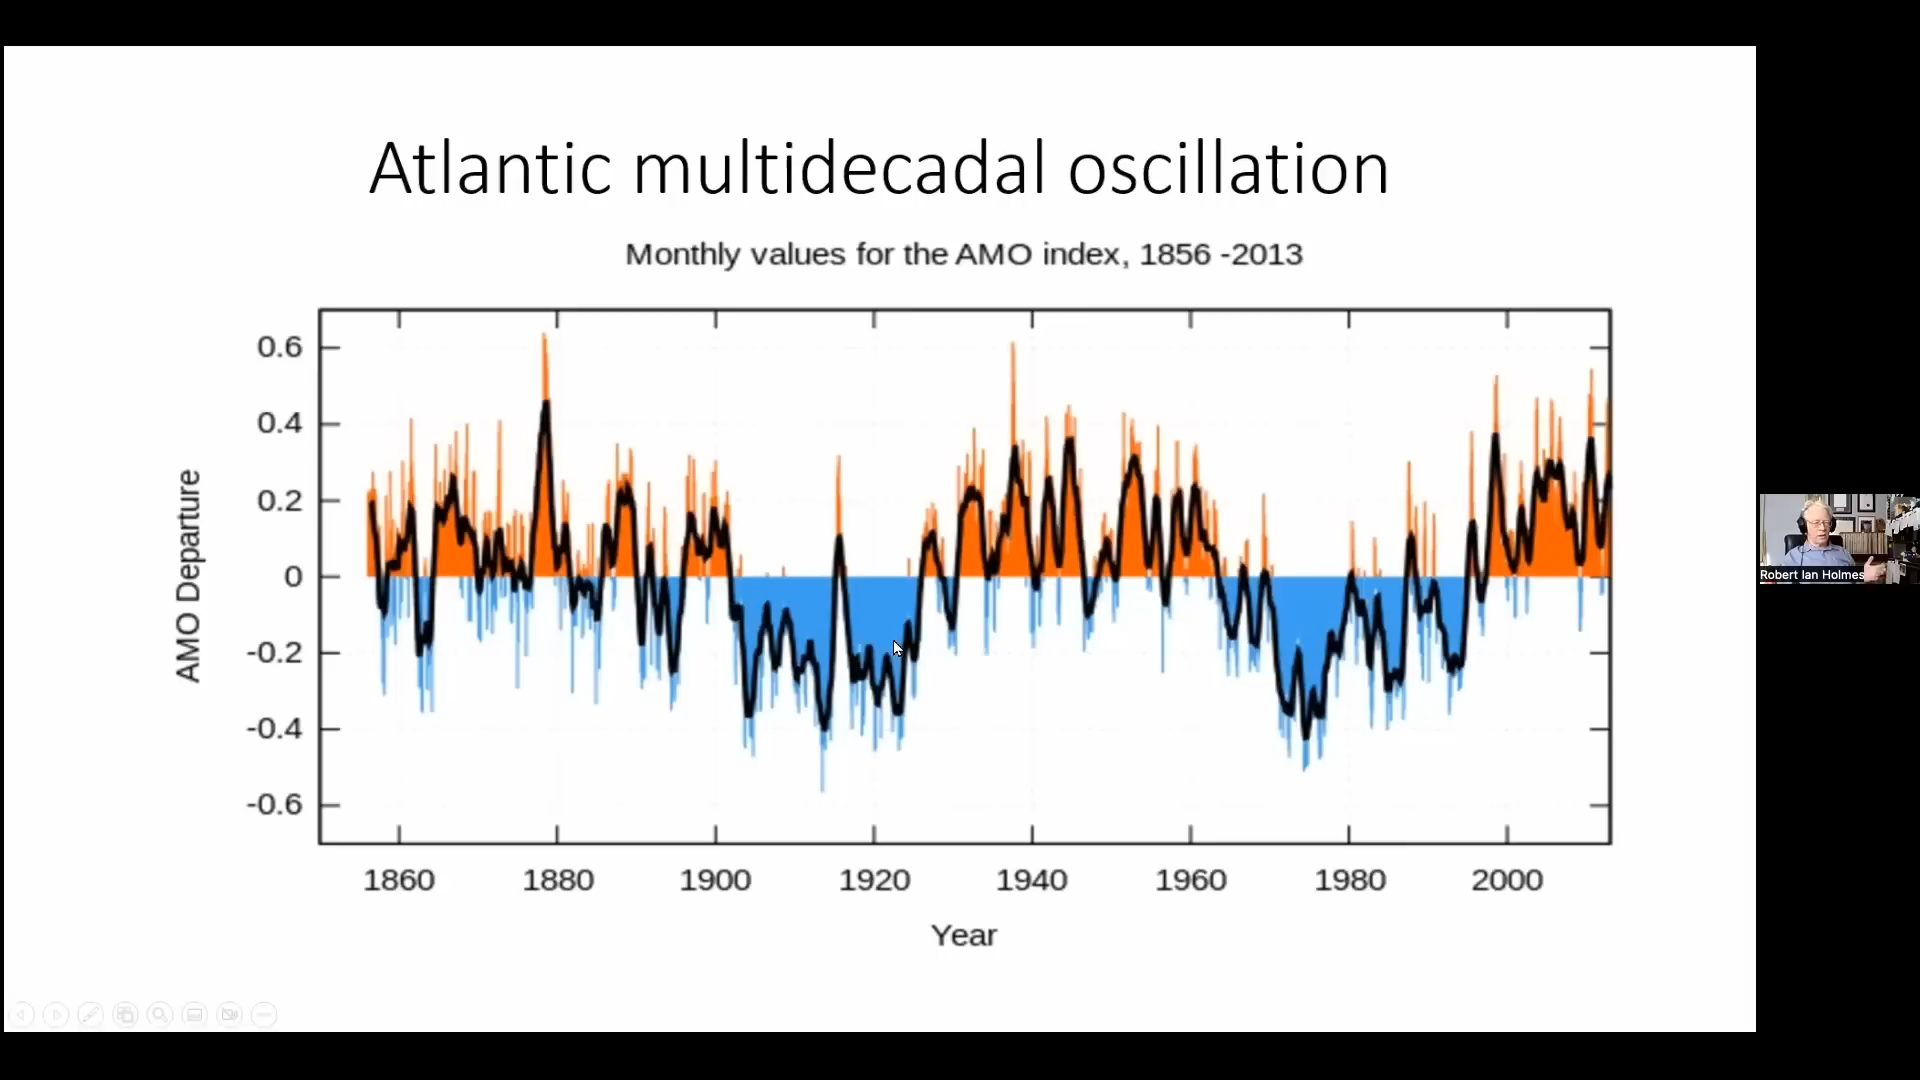 Atlantic multidecadal oscillation
Monthly values for the AMO index, 1856 -2013
AMO Departure
0.6
0.4
0.2
0
-0.2
-0.4
-0.6
1860 1880 1900 1920 1940 1960 1980 2000
Year
Robert Ian Holmes